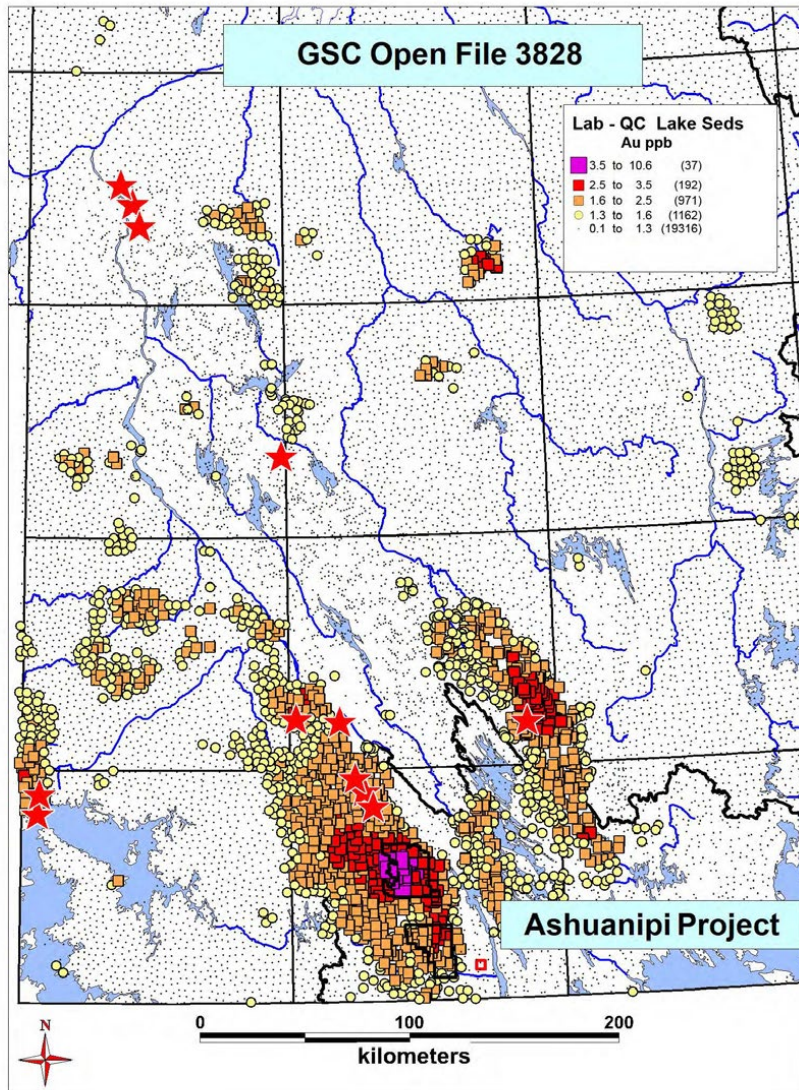 GSC Open File 3828
Lab - QC Lake Seds
Au ppb
3.5 to 10.6 (37)
2.5 to 3.5 (192)
1.6 to 2.5 (971)
1.3 to 1.6 (1162)
0.1 to 1.3 (19316)
Ashuanipi Project
N
0 100 200
kilometers